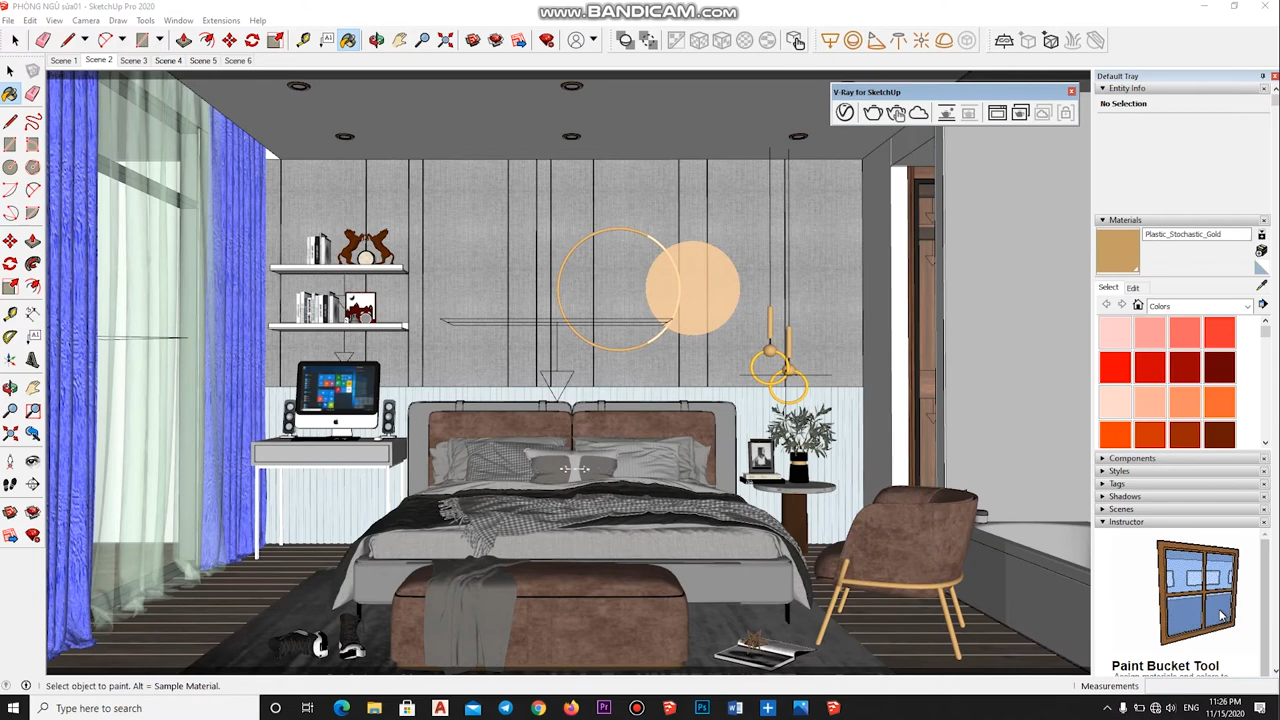 PHÒNG NGỦ sửa01 - SketchUp Pro 2020
www.BANDICAM.com
File Edit View Camera Draw Tools Window Extensions Help
Scene 1 Scene 2 Scene 3 Scene 4 Scene 5 Scene 6
V-Ray for SketchUp
Default Tray
Entity Info
No Selection
Materials
Plastic_Stochastic_Gold
Select Edit
Colors
Components
Styles
Tags
Shadows
Scenes
Instructor
Paint Bucket Tool
Select object to paint. Alt = Sample Material.
Measurements
Type here to search
ENG
11:26 PM
11/15/2020